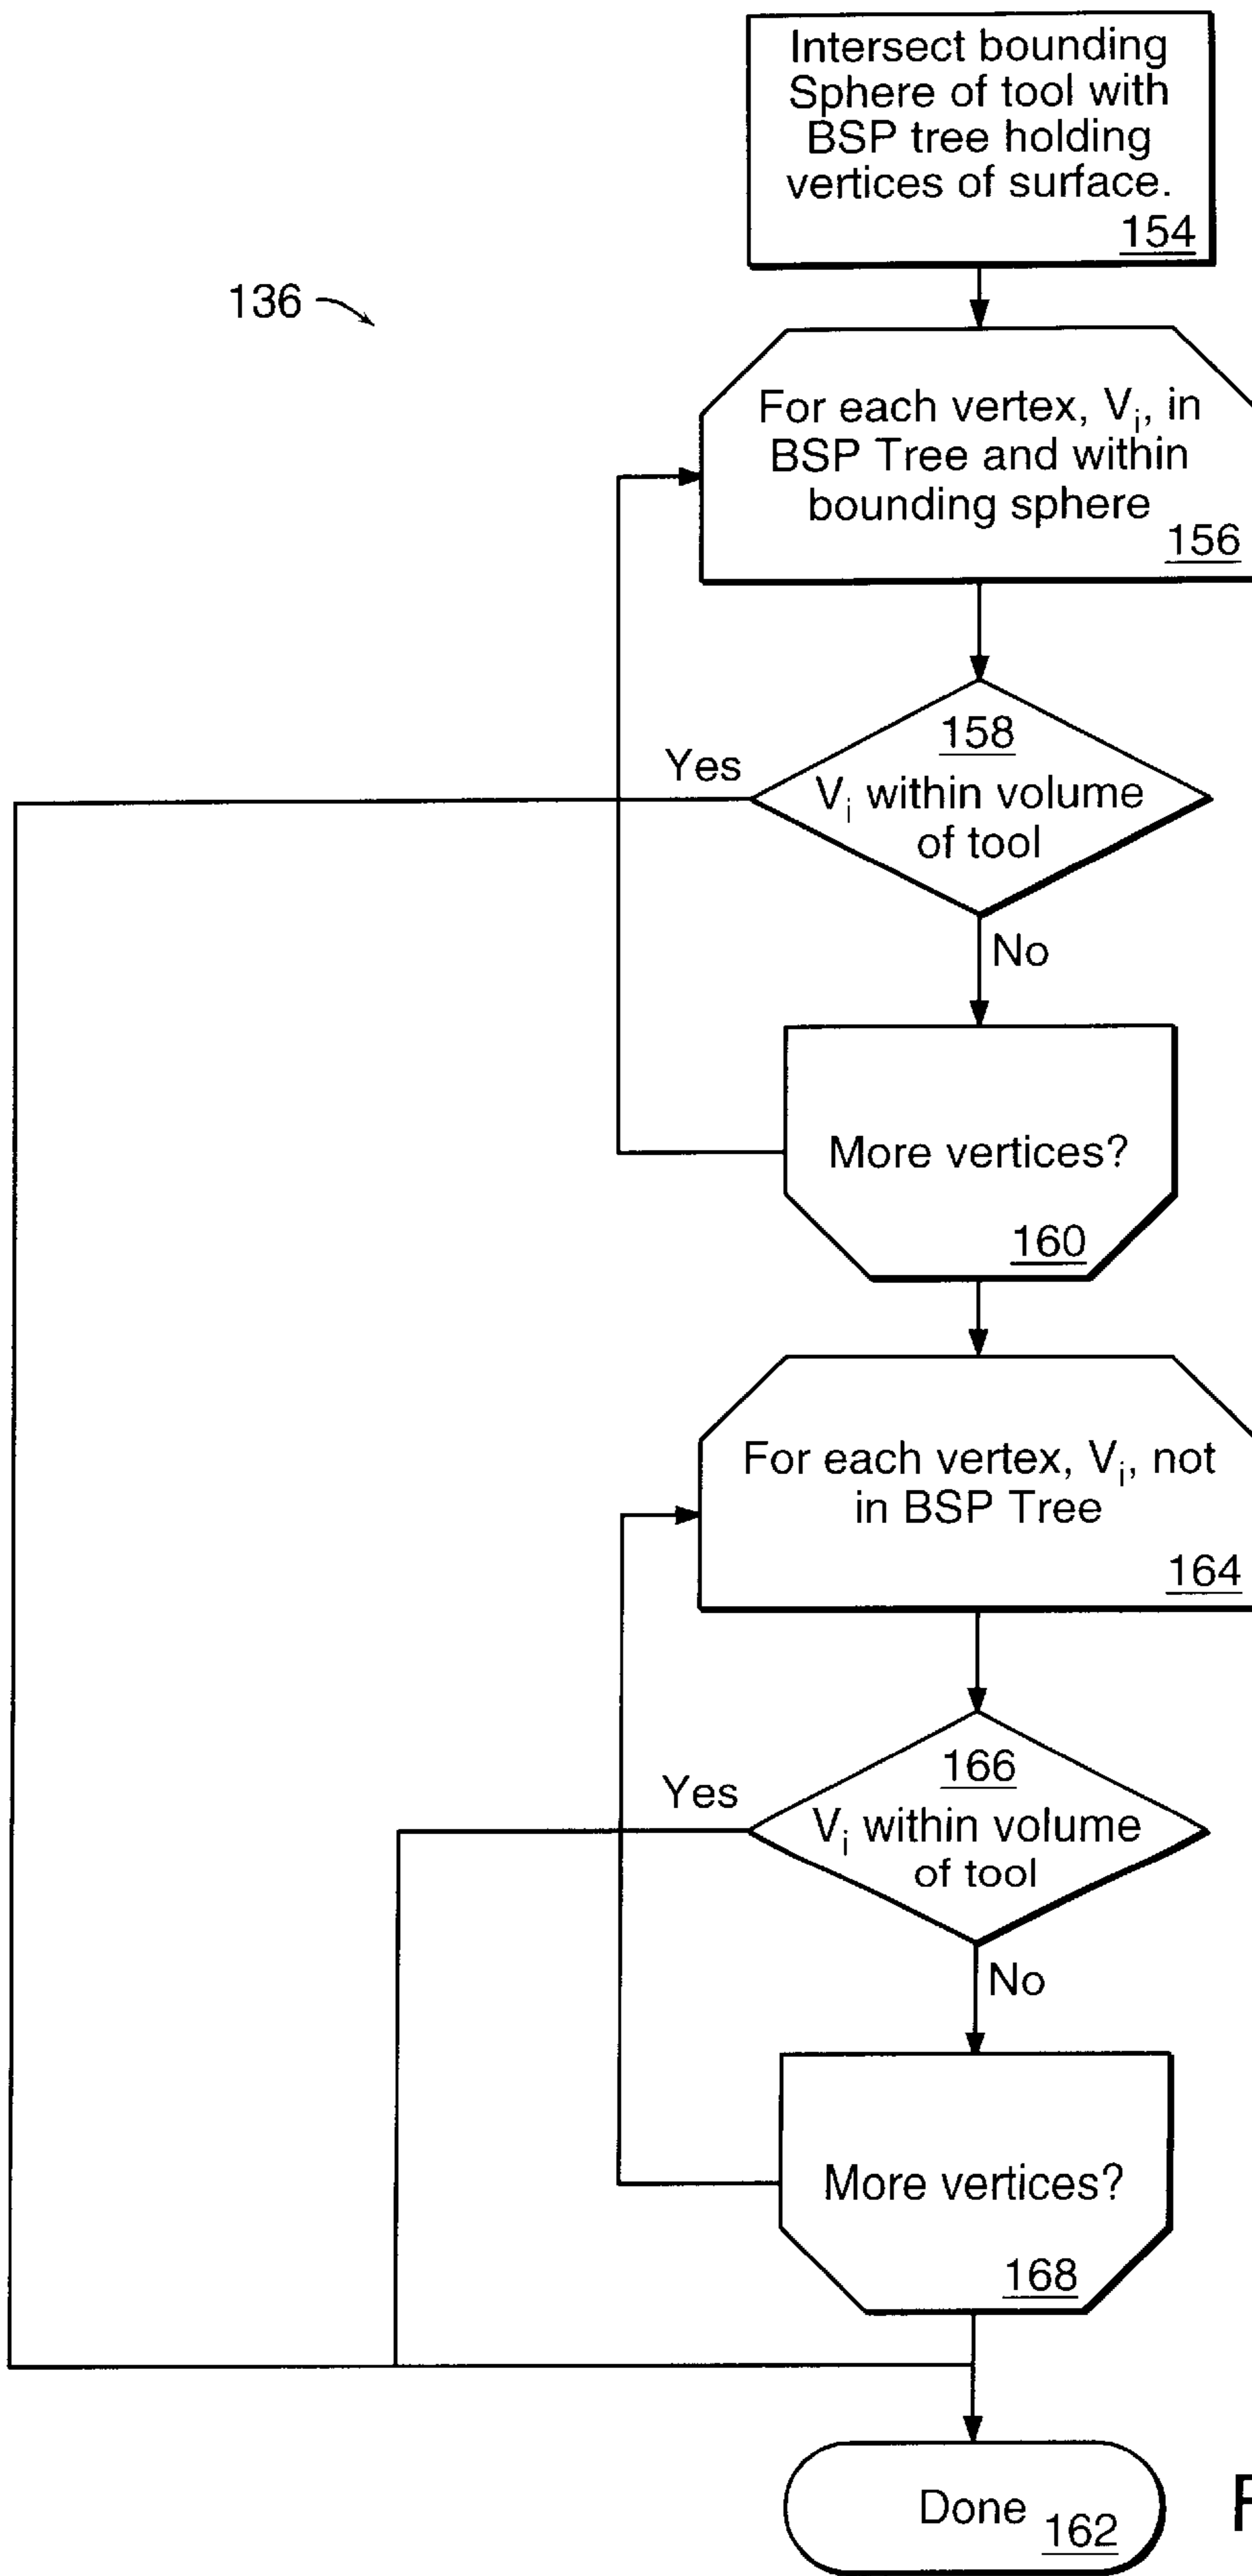 Intersect bounding
Sphere of tool with
BSP tree holding
vertices of surface.
154
136
For each vertex, Vi, in
BSP Tree and within
bounding sphere
156
158
Yes
Vi within volume
of tool
No
More vertices?
160
For each vertex, Vi, not
in BSP Tree
164
166
Yes
Vi within volume
of tool
No
More vertices?
168
Done
162